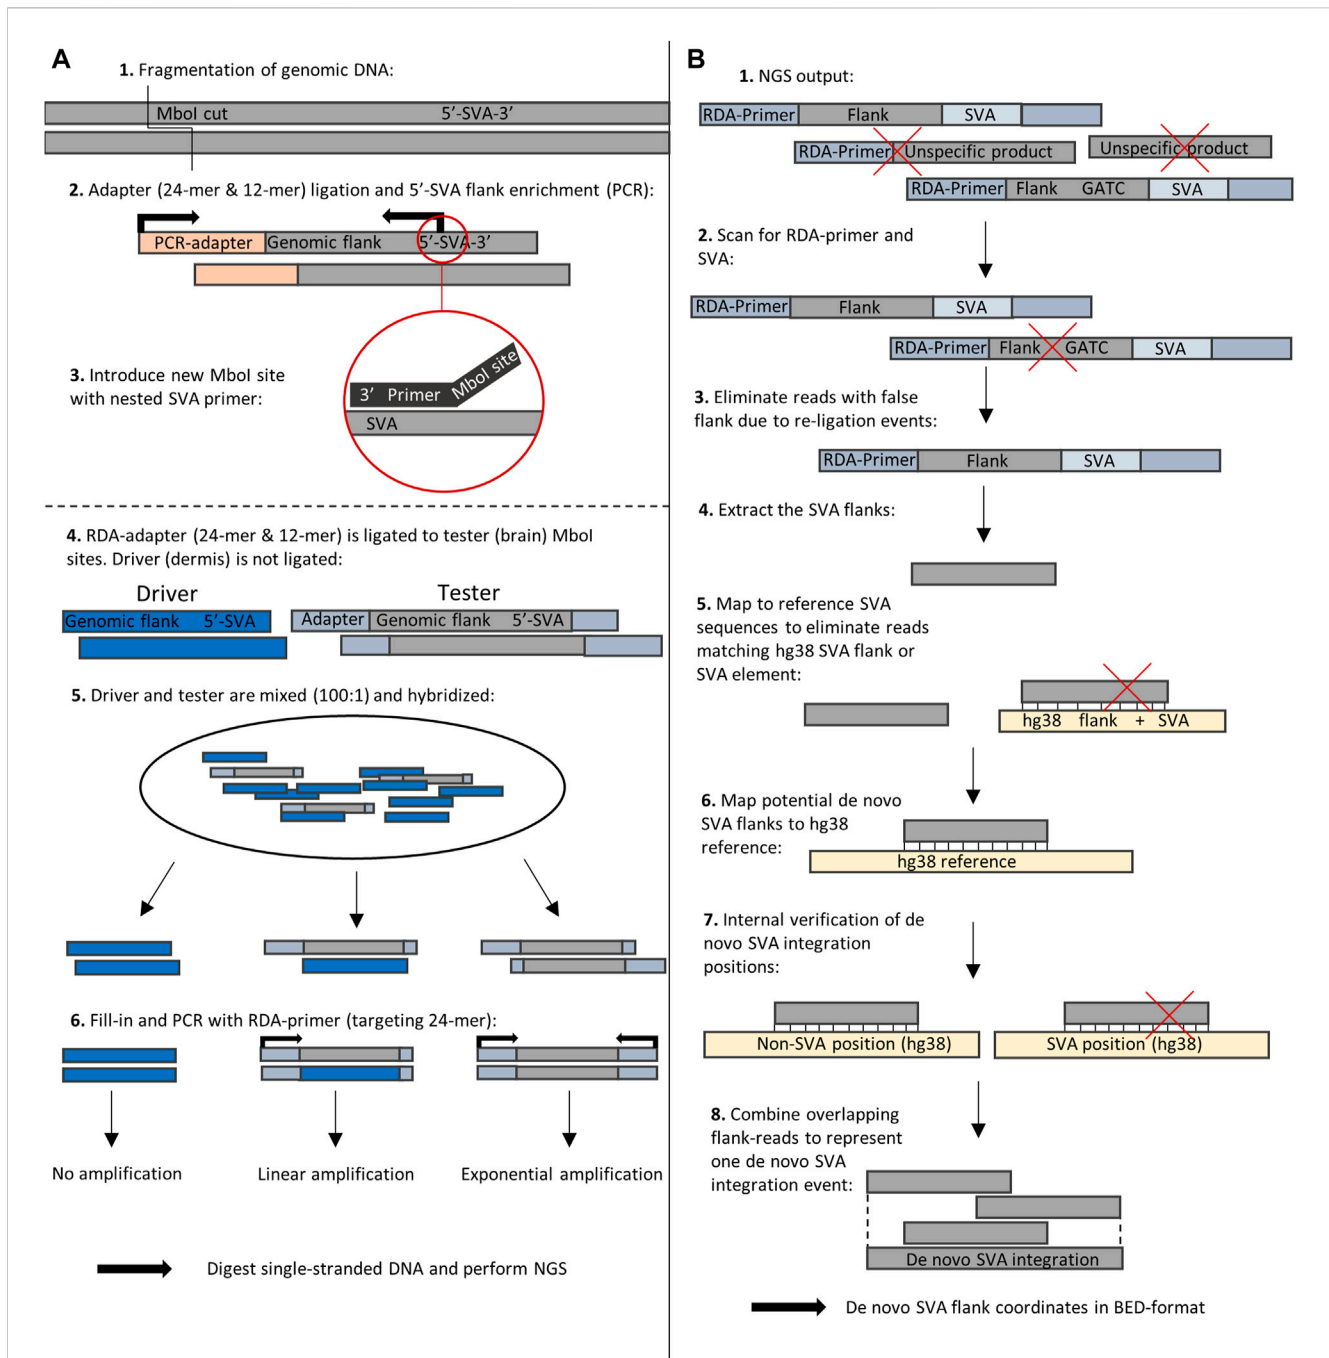 A
1. Fragmentation of genomic DNA:
MboI cut
5’-SVA-3’
2. Adapter (24-mer & 12-mer) ligation and 5’-SVA flank enrichment (PCR):
PCR-adapter
Genomic flank
5’-SVA-3’
3. Introduce new MboI site
with nested SVA primer:
3’ Primer
MboI site
SVA
4. RDA-adapter (24-mer & 12-mer) is ligated to tester (brain) MboI
sites. Driver (dermis) is not ligated:
Driver
Tester
Genomic flank 5’-SVA
Adapter
Genomic flank 5’-SVA
5. Driver and tester are mixed (100:1) and hybridized:
6. Fill-in and PCR with RDA-primer (targeting 24-mer):
No amplification
Linear amplification
Exponential amplification
Digest single-stranded DNA and perform NGS
B
1. NGS output:
RDA-Primer
Flank
SVA
RDA-Primer
Unspecific product
Unspecific product
RDA-Primer
Flank GATC
SVA
2. Scan for RDA-primer and
SVA:
RDA-Primer
Flank
SVA
RDA-Primer
Flank GATC
SVA
3. Eliminate reads with false
flank due to re-ligation events:
RDA-Primer
Flank
SVA
4. Extract the SVA flanks:
5. Map to reference SVA
sequences to eliminate reads
matching hg38 SVA flank or
SVA element:
hg38 flank + SVA
6. Map potential de novo
SVA flanks to hg38
reference:
hg38 reference
7. Internal verification of de
novo SVA integration
positions:
Non-SVA position (hg38)
SVA position (hg38)
8. Combine overlapping
flank-reads to represent
one de novo SVA
integration event:
De novo SVA integration
De novo SVA flank coordinates in BED-format